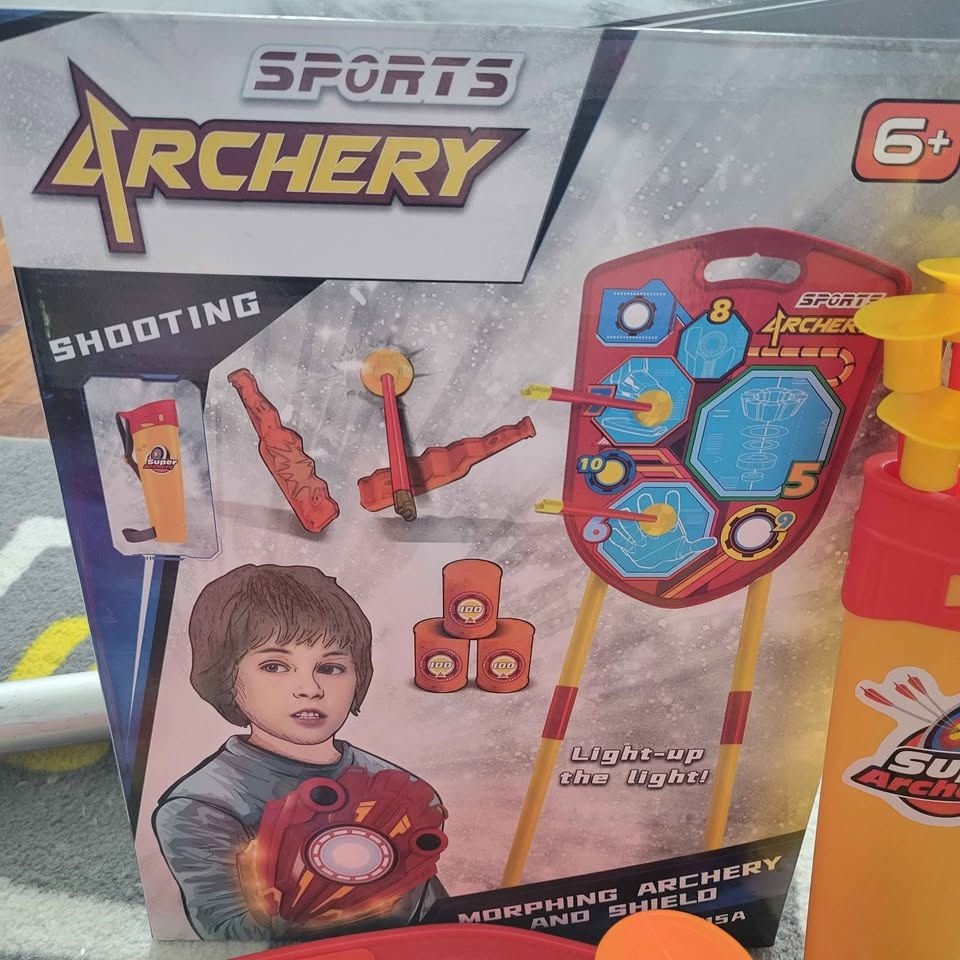 SPORTS
ARCHERY
6+
SHOOTING
Super
SPORTS
8
7
10
5
6
9
100
100
100
Light-up
the light!
MORPHING ARCHERY
AND SHIELD